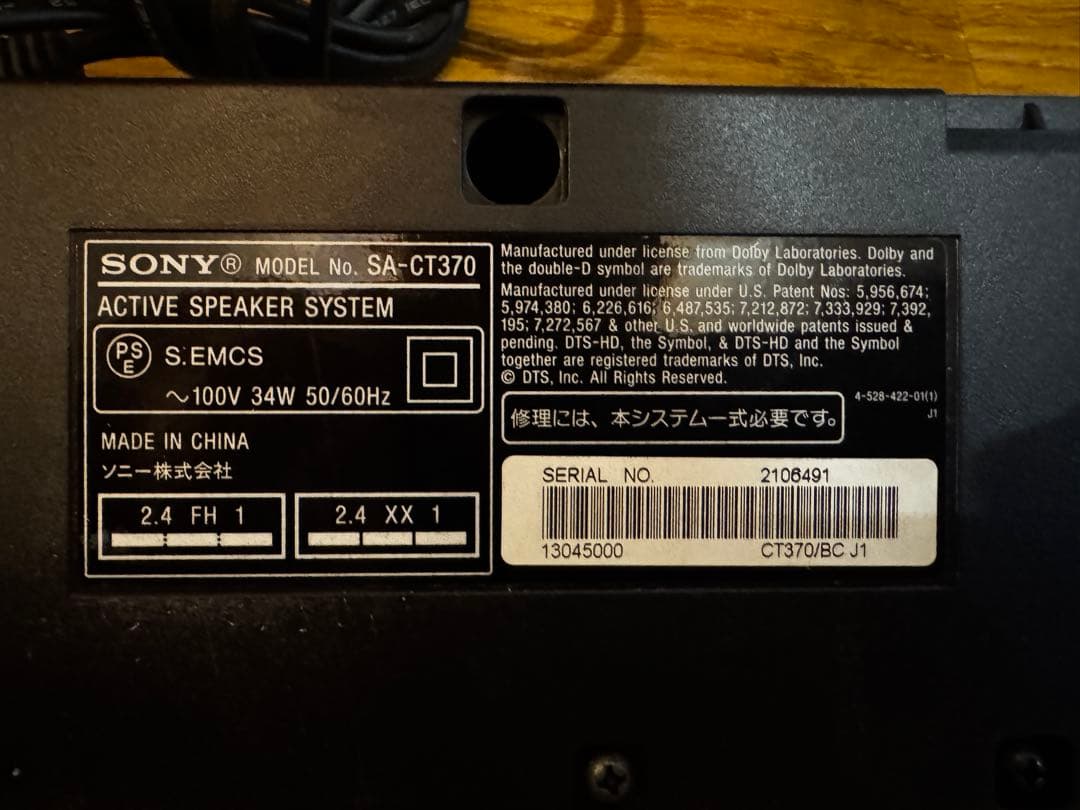 SONY® MODEL No. SA-CT370
ACTIVE SPEAKER SYSTEM
PS
E
S.EMCS
～100V 34W 50/60Hz
MADE IN CHINA
ソニー株式会社
2.4 FH 1
2.4 XX 1
Manufactured under license from Dolby Laboratories. Dolby and
the double-D symbol are trademarks of Dolby Laboratories.
Manufactured under license under U.S. Patent Nos: 5,956,674;
5,974,380; 6,226,616; 6,487,535; 7,212,872; 7,333,929; 7,392,
195; 7,272,567 & other U.S. and worldwide patents issued &
pending. DTS-HD, the Symbol, & DTS-HD and the Symbol
together are registered trademarks of DTS, Inc.
© DTS, Inc. All Rights Reserved.
4-528-422-01(1)
J1
修理には、本システム一式必要です。
SERIAL NO. 2106491
13045000 CT370/BC J1